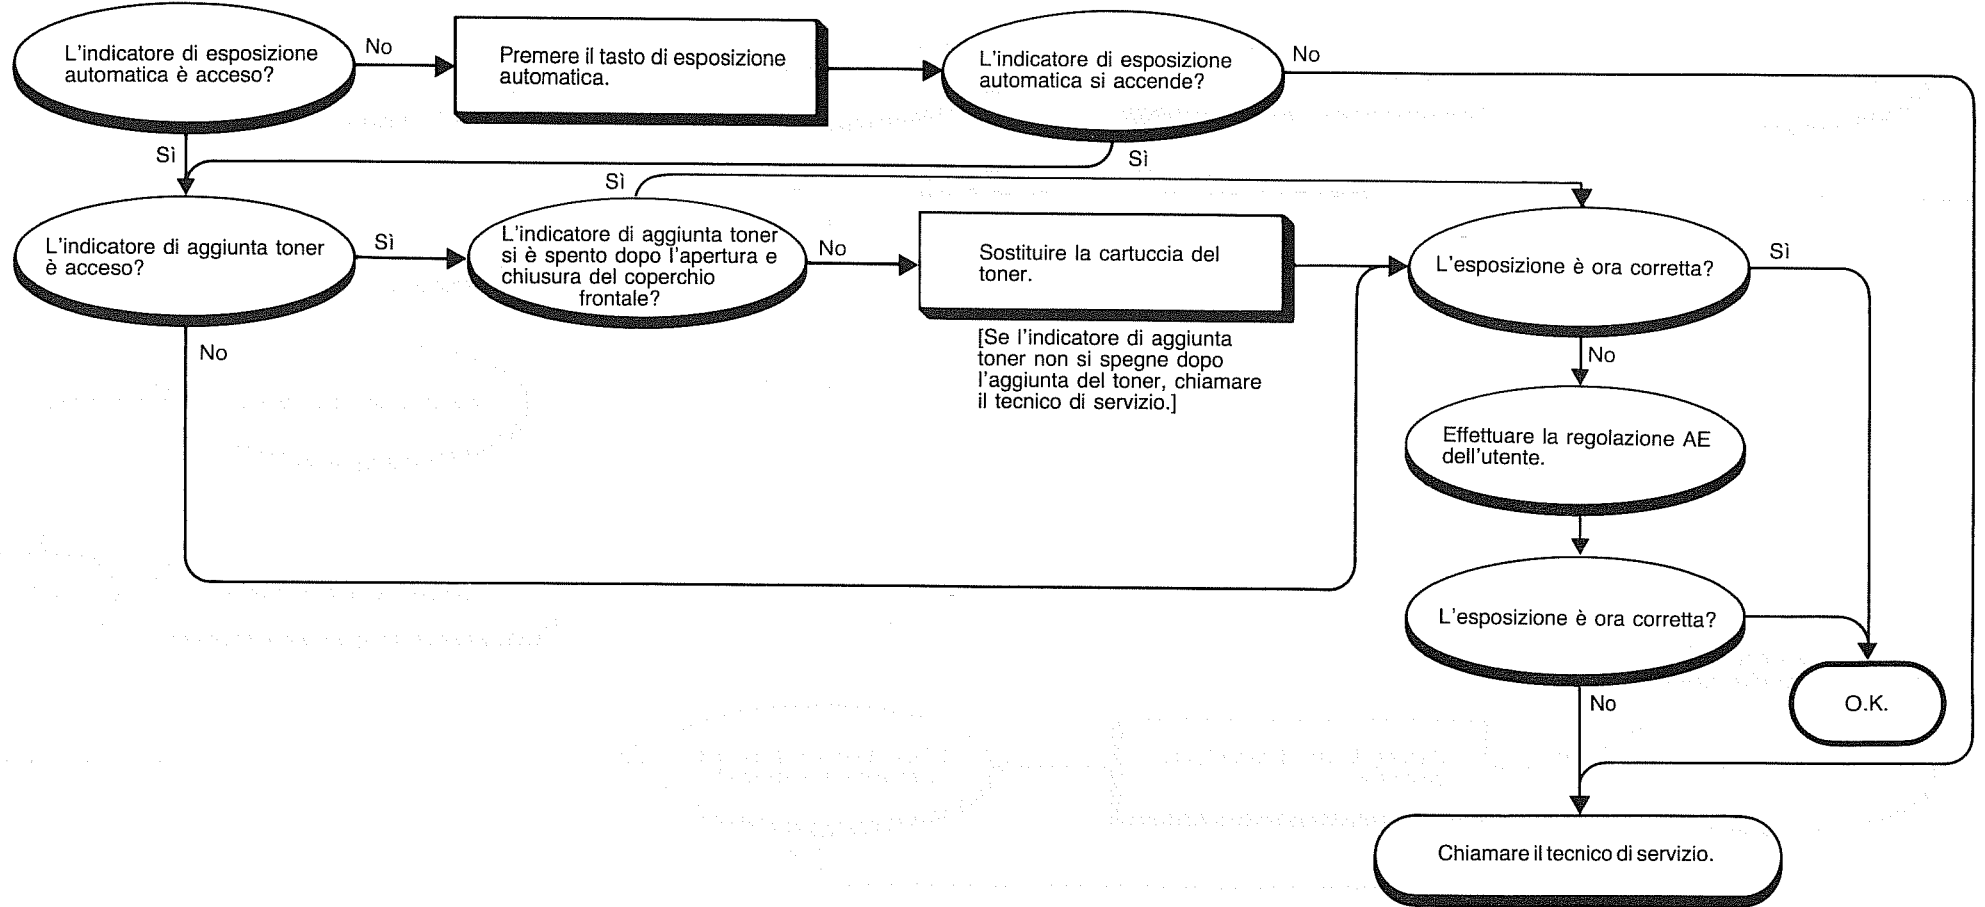 L'indicatore di esposizione
automatica è acceso?
No
Premere il tasto di esposizione
automatica.
L'indicatore di esposizione
automatica si accende?
No
Sì
Sì
L'indicatore di aggiunta toner
è acceso?
Sì
No
Sì
L'indicatore di aggiunta toner
si è spento dopo l'apertura e
chiusura del coperchio
frontale?
No
Sostituire la cartuccia del
toner.
[Se l'indicatore di aggiunta
toner non si spegne dopo
l'aggiunta del toner, chiamare
il tecnico di servizio.]
L'esposizione è ora corretta?
Sì
No
Effettuare la regolazione AE
dell'utente.
L'esposizione è ora corretta?
No
O.K.
Chiamare il tecnico di servizio.